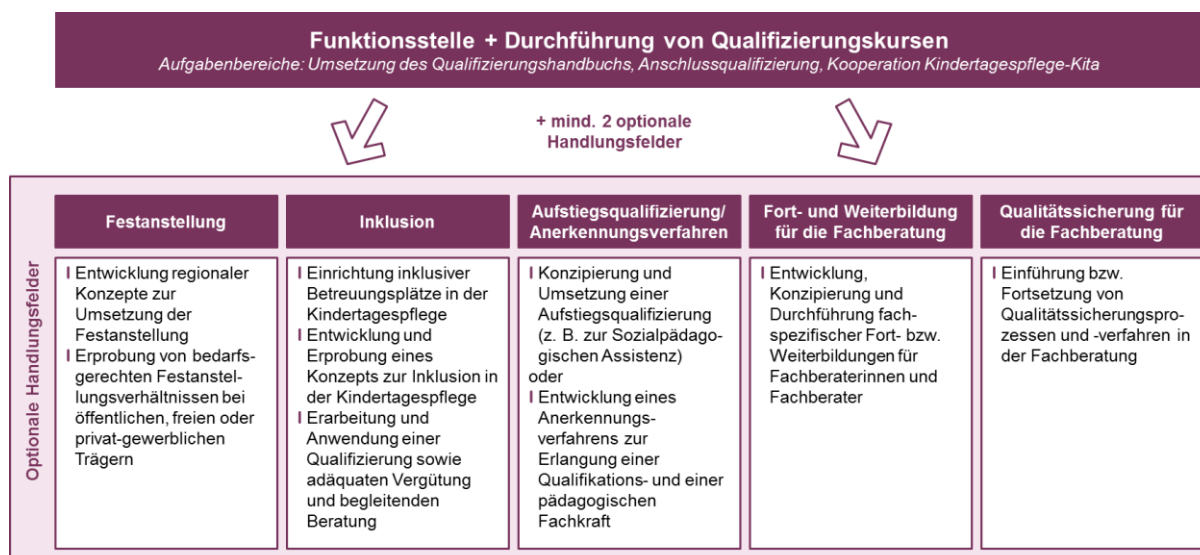 Funktionsstelle + Durchführung von Qualifizierungskursen
Aufgabenbereiche: Umsetzung des Qualifizierungshandbuchs, Anschlussqualifizierung, Kooperation Kindertagespflege-Kita
+ mind. 2 optionale
Handlungsfelder
Optionale Handlungsfelder
Festanstellung
Entwicklung regionaler
Konzepte zur
Umsetzung der
Festanstellung
Erprobung von bedarfs-
gerechten Festanstel-
lungsverhältnissen bei
öffentlichen, freien oder
privat-gewerblichen
Trägern
Inklusion
Einrichtung inklusiver
Betreuungsplätze in der
Kindertagespflege
Entwicklung und
Erprobung eines
Konzepts zur Inklusion in
der Kindertagespflege
Erarbeitung und
Anwendung einer
Qualifizierung sowie
adäquaten Vergütung
und begleitenden
Beratung
Aufstiegsqualifizierung/
Anerkennungsverfahren
Konzipierung und
Umsetzung einer
Aufstiegsqualifizierung
(z. B. zur Sozialpädago-
gischen Assistenz)
oder
Entwicklung eines
Anerkennungs-
verfahrens zur
Erlangung einer
Qualifikations- und einer
pädagogischen
Fachkraft
Fort- und Weiterbildung
für die Fachberatung
Entwicklung,
Konzipierung und
Durchführung fach-
spezifischer Fort- bzw.
Weiterbildungen für
Fachberaterinnen und
Fachberater
Qualitätssicherung für
die Fachberatung
Einführung bzw.
Fortsetzung von
Qualitätssicherungspro-
zessen und -verfahren in
der Fachberatung